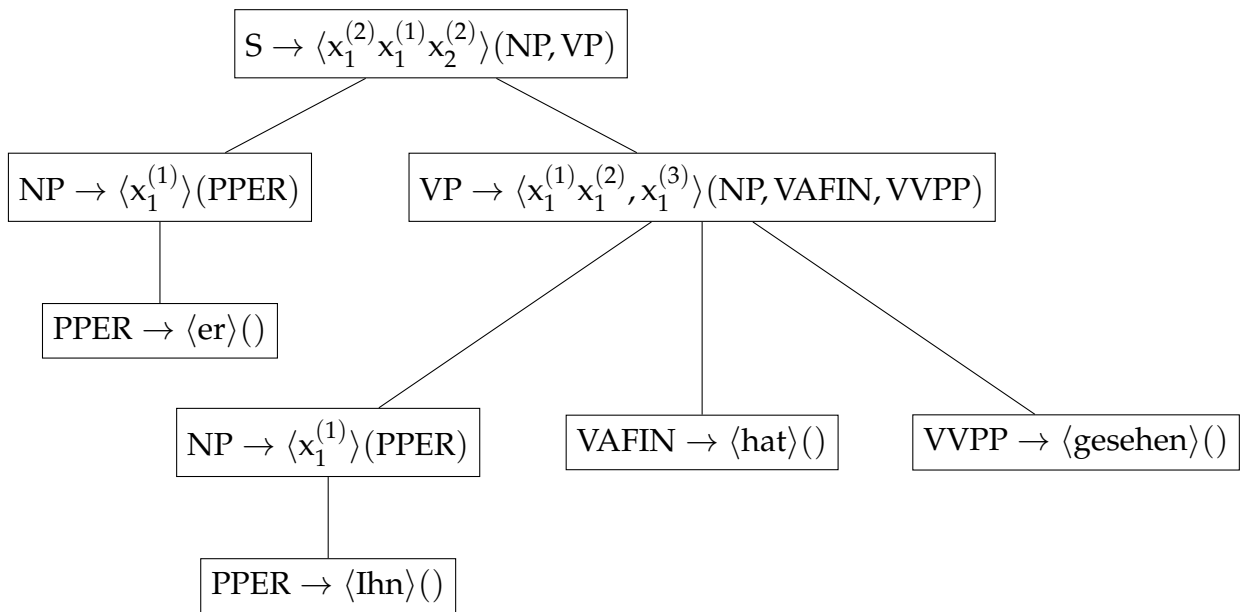 S → ⟨x₁⁽²⁾x₁⁽¹⁾x₂⁽²⁾⟩(NP, VP)
NP → ⟨x₁⁽¹⁾⟩(PPER) VP → ⟨x₁⁽¹⁾x₁⁽²⁾, x₁⁽³⁾⟩(NP, VAFIN, VVPP)
PPER → ⟨er⟩()
NP → ⟨x₁⁽¹⁾⟩(PPER) VAFIN → ⟨hat⟩() VVPP → ⟨gesehen⟩()
PPER → ⟨Ihn⟩()